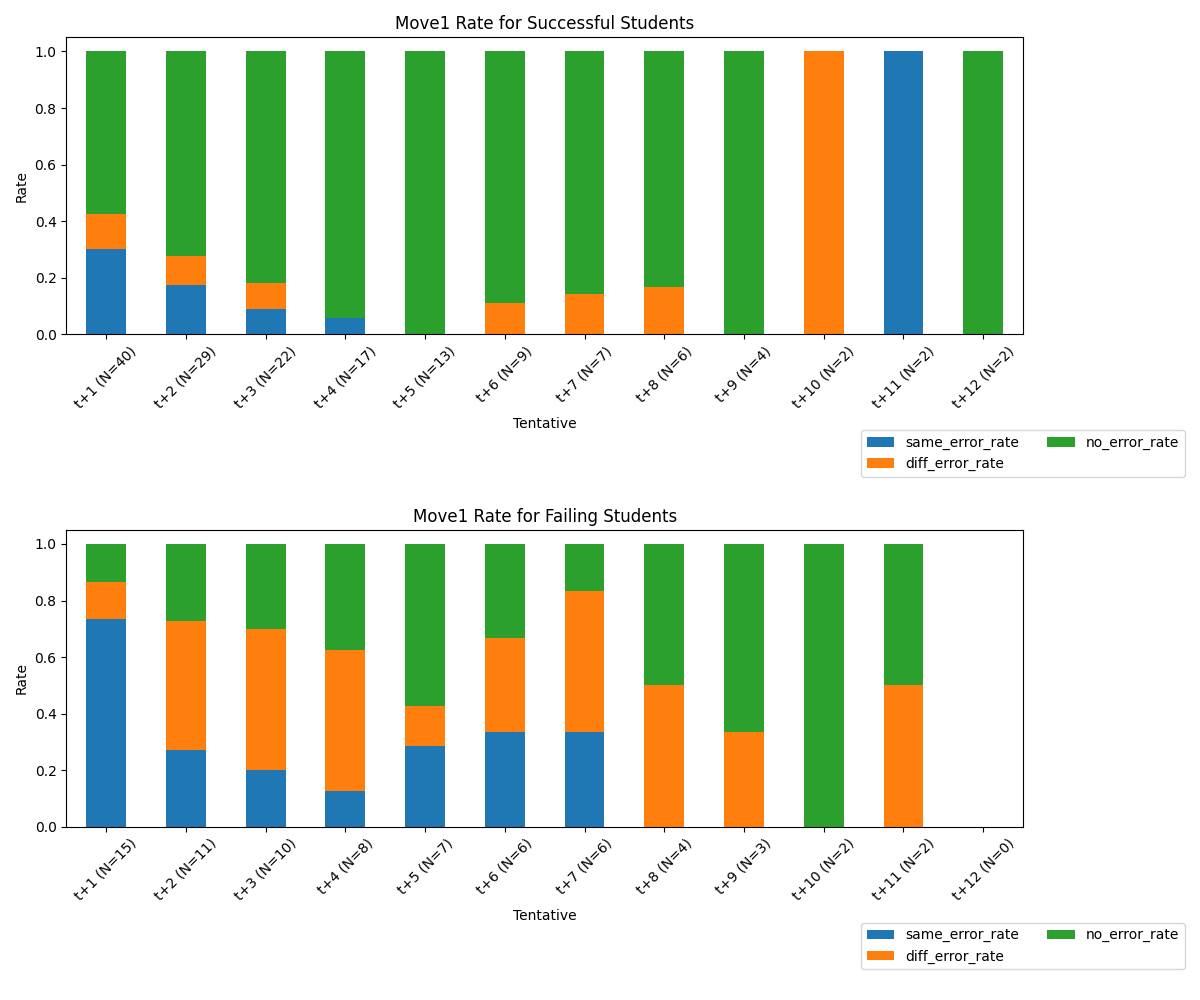 Move1 Rate for Successful Students
Rate
1.0
0.8
0.6
0.4
0.2
0.0
t+1 (N=40)
t+2 (N=29)
t+3 (N=22)
t+4 (N=17)
t+5 (N=13)
t+6 (N=9)
t+7 (N=7)
t+8 (N=6)
t+9 (N=4)
t+10 (N=2)
t+11 (N=2)
t+12 (N=2)
Tentative
same_error_rate
diff_error_rate
no_error_rate
Move1 Rate for Failing Students
Rate
1.0
0.8
0.6
0.4
0.2
0.0
t+1 (N=15)
t+2 (N=11)
t+3 (N=10)
t+4 (N=8)
t+5 (N=7)
t+6 (N=6)
t+7 (N=6)
t+8 (N=4)
t+9 (N=3)
t+10 (N=2)
t+11 (N=2)
t+12 (N=0)
Tentative
same_error_rate
diff_error_rate
no_error_rate